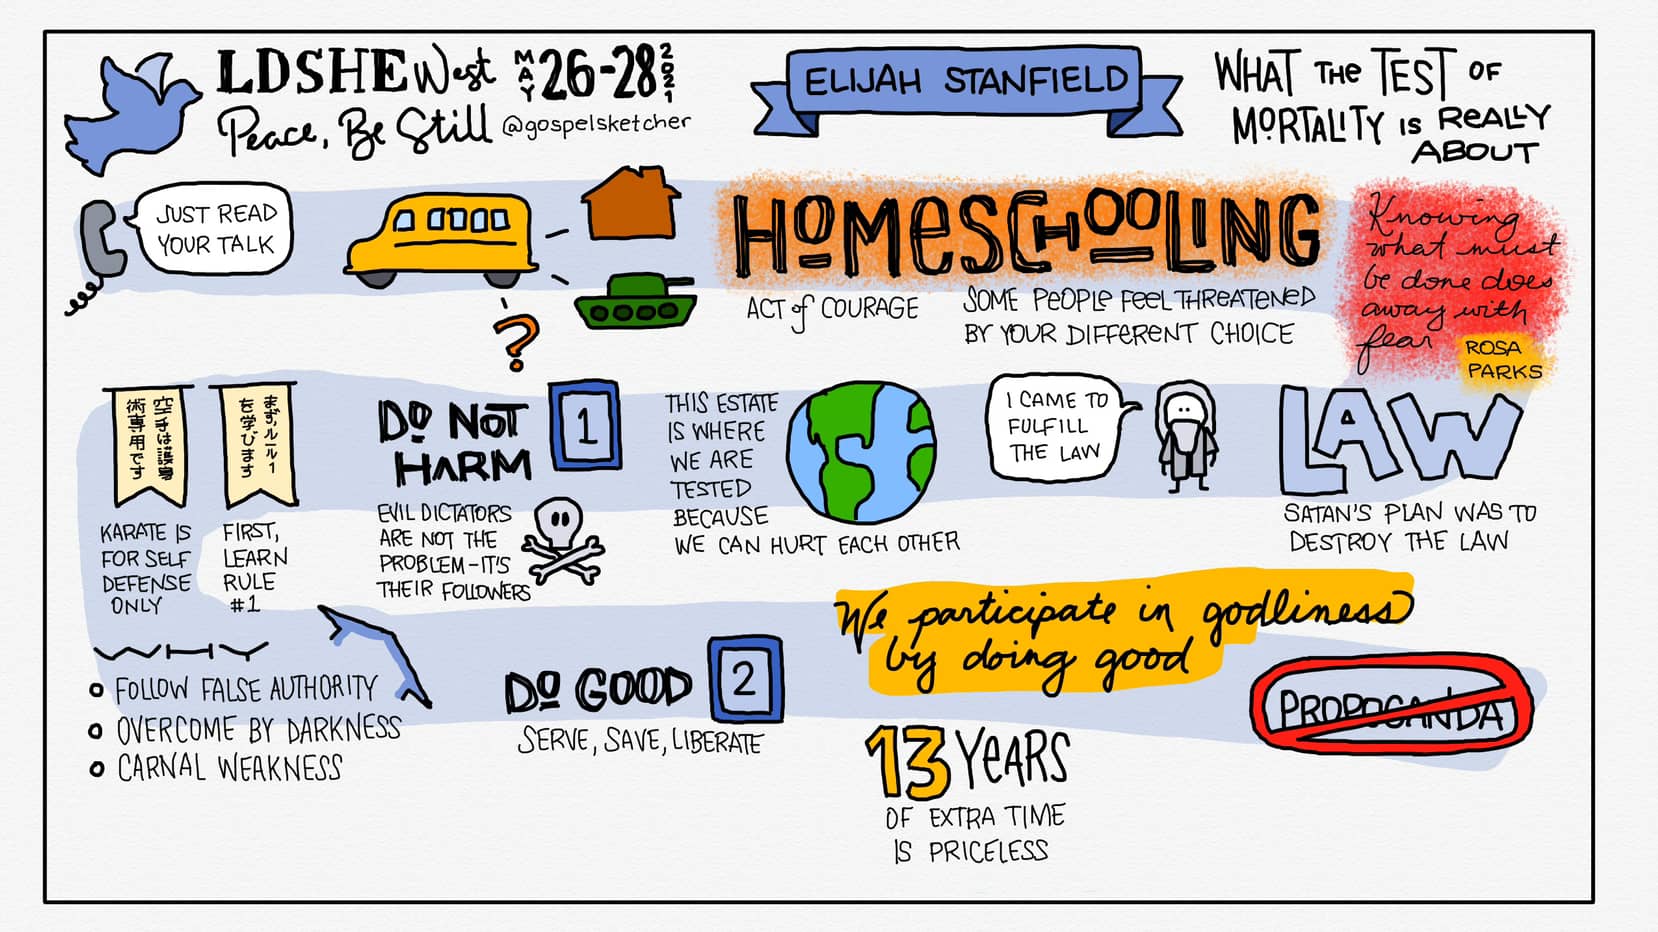 LDSHE West MAY 26-28 2021
Peace, Be Still @gospelsketcher
ELIJAH STANFIELD
WHAT THE TEST OF
MORTALITY IS REALLY
ABOUT
JUST READ
YOUR TALK
?
HOMESCHOOLING
ACT of COURAGE
SOME PEOPLE FEEL THREATENED
BY YOUR DIFFERENT CHOICE
Knowing
what must
be done does
away with
fear
ROSA
PARKS
空手は護身
術専用です
まずルール1
を学びます
KARATE IS
FOR SELF
DEFENSE
ONLY
FIRST,
LEARN
RULE
#1
DO NOT
HARM
1
EVIL DICTATORS
ARE NOT THE
PROBLEM-IT'S
THEIR FOLLOWERS
THIS ESTATE
IS WHERE
WE ARE
TESTED
BECAUSE
WE CAN HURT EACH OTHER
I CAME TO
FULFILL
THE LAW
LAW
SATAN'S PLAN WAS TO
DESTROY THE LAW
WHY
FOLLOW FALSE AUTHORITY
OVERCOME BY DARKNESS
CARNAL WEAKNESS
DO GOOD 2
SERVE, SAVE, LIBERATE
We participate in godliness
by doing good
13 YEARS
OF EXTRA TIME
IS PRICELESS
PROPOGANDA